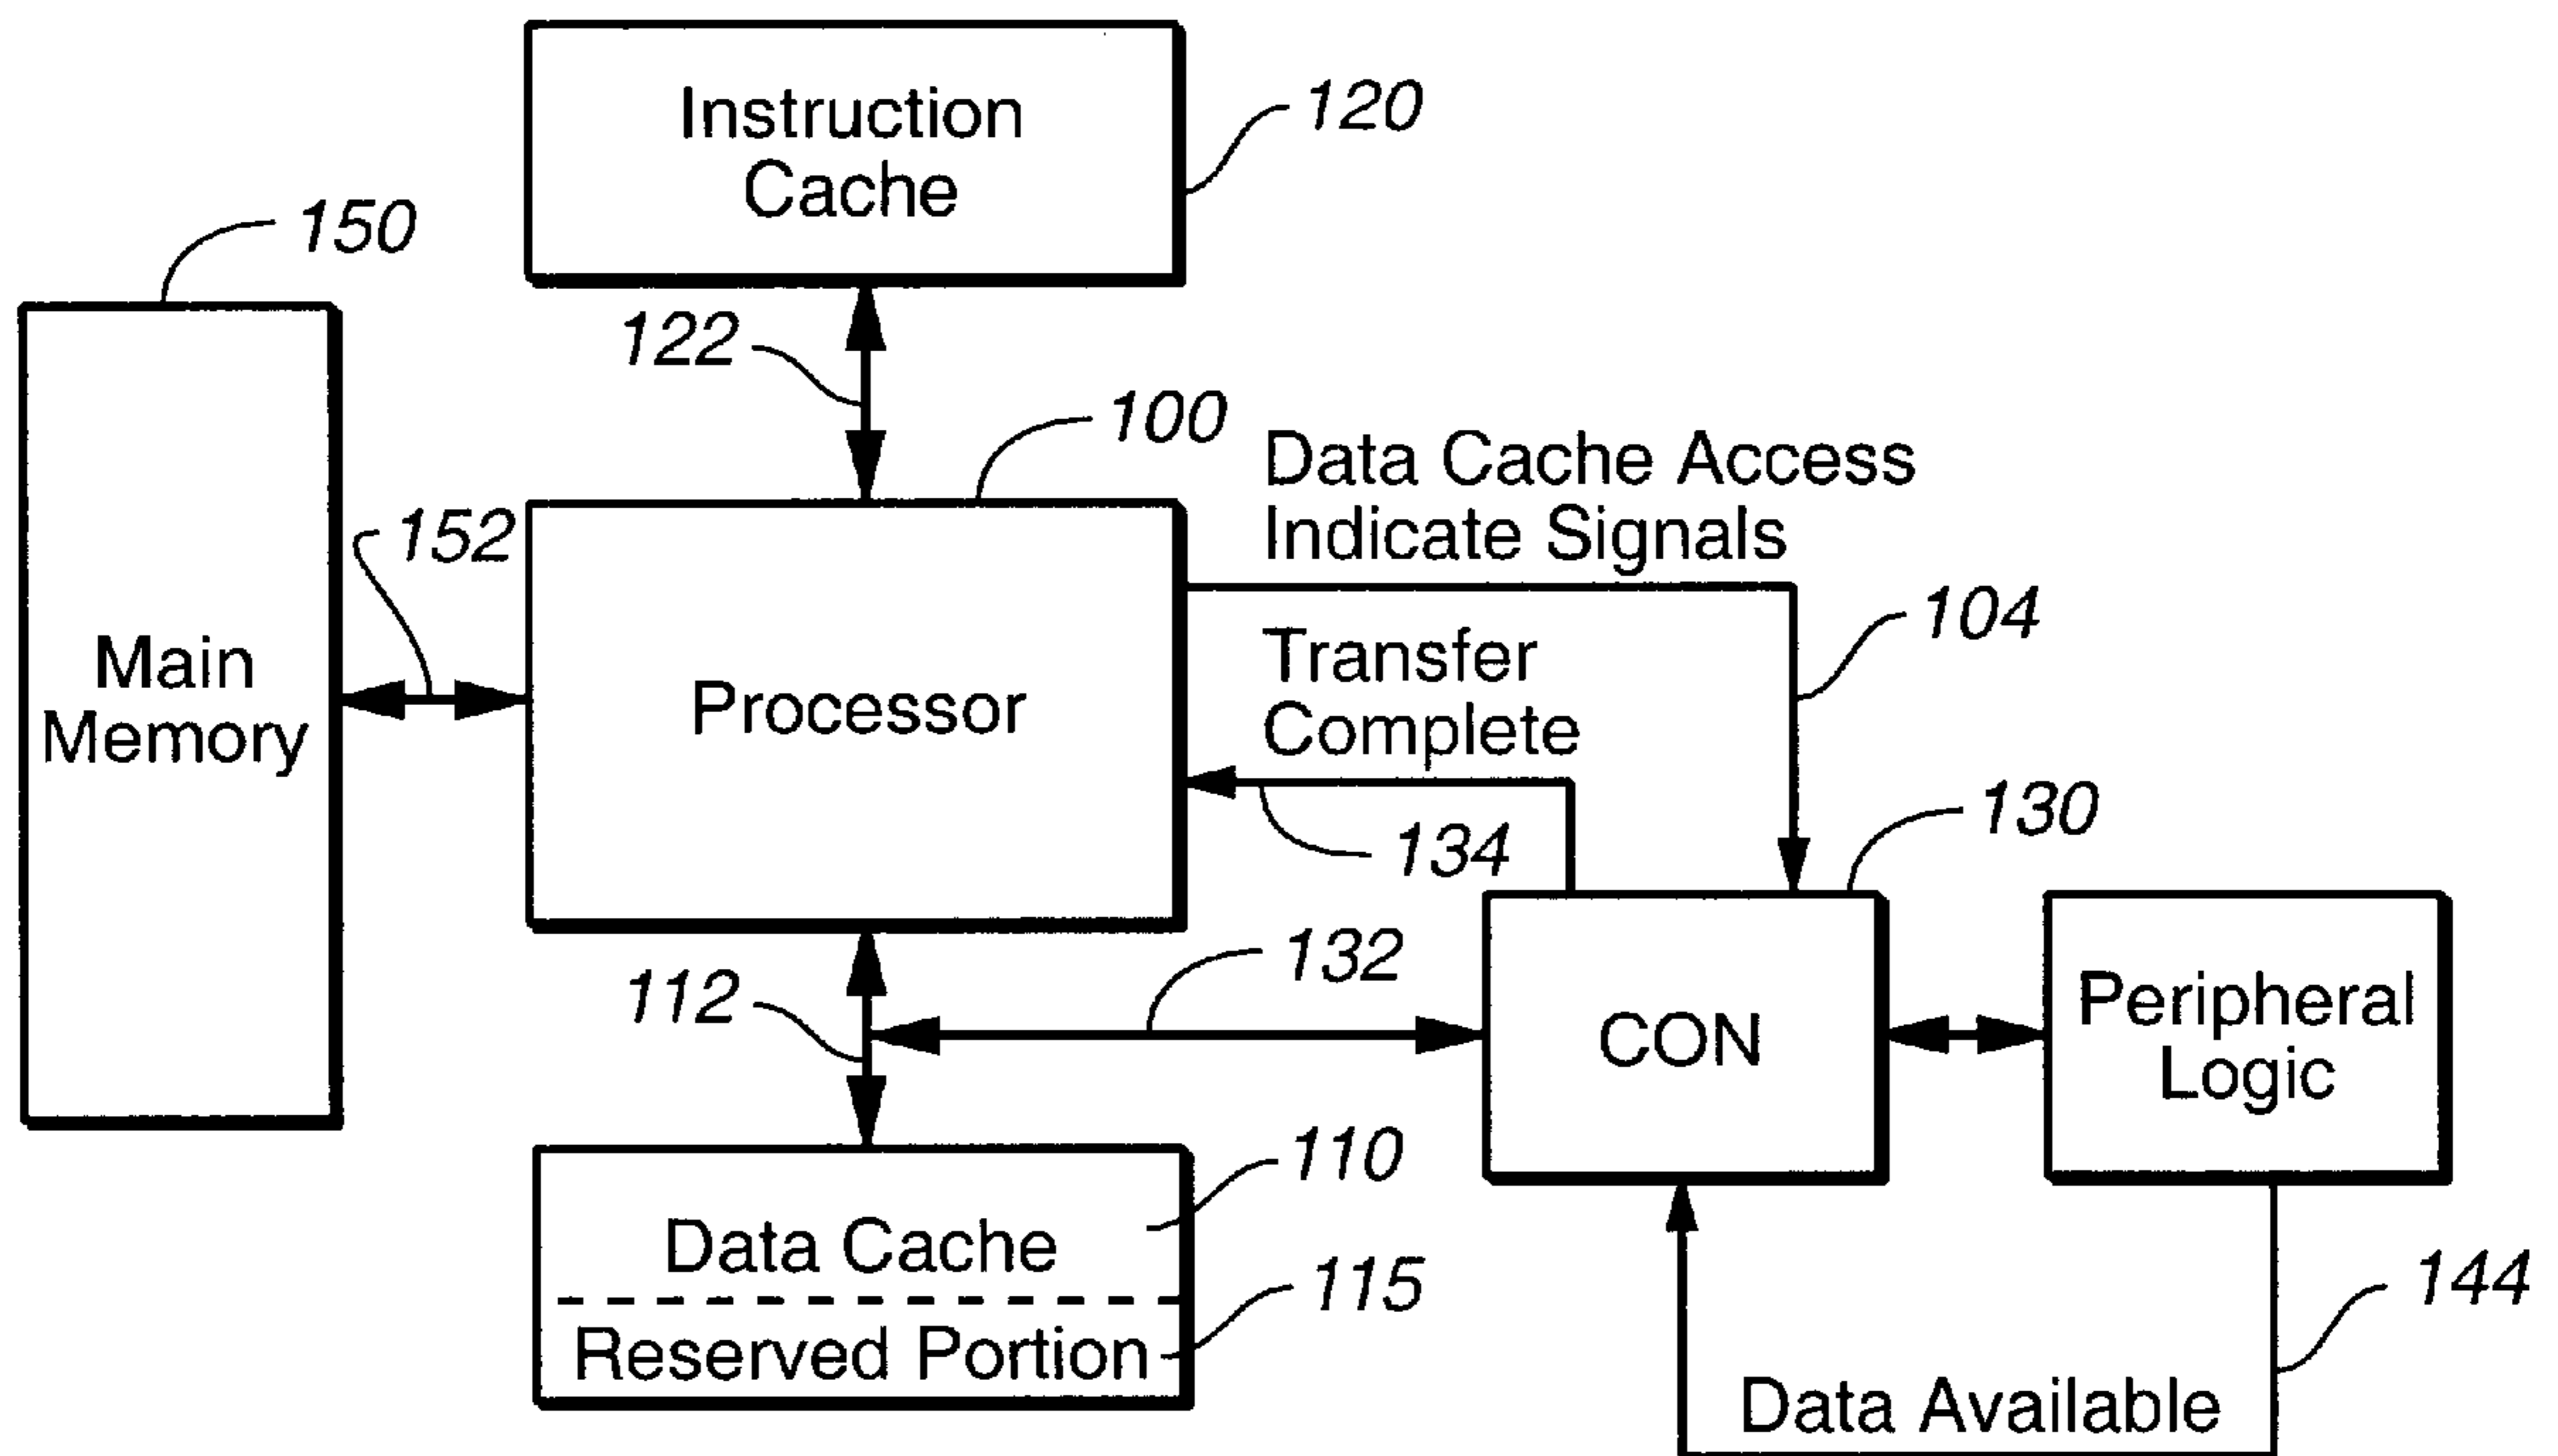 Instruction
Cache
120
150
122
100
152
Data Cache Access
Indicate Signals
104
Main
Memory
Processor
Transfer
Complete
134
130
112
132
CON
Peripheral
Logic
110
Data Cache
115
Reserved Portion
144
Data Available